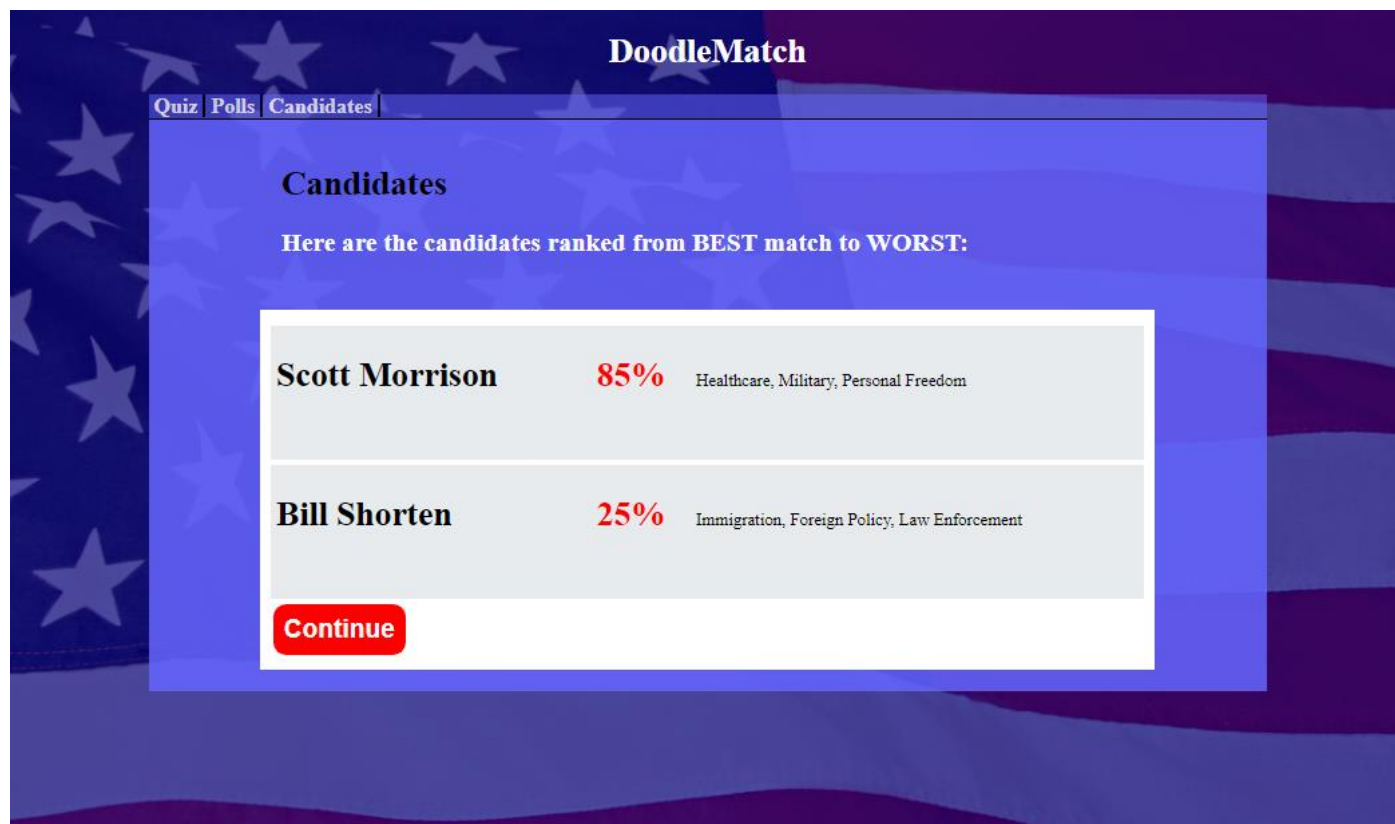 DoodleMatch
Quiz Polls Candidates
Candidates
Here are the candidates ranked from BEST match to WORST:
Scott Morrison 85% Healthcare, Military, Personal Freedom
Bill Shorten 25% Immigration, Foreign Policy, Law Enforcement
Continue